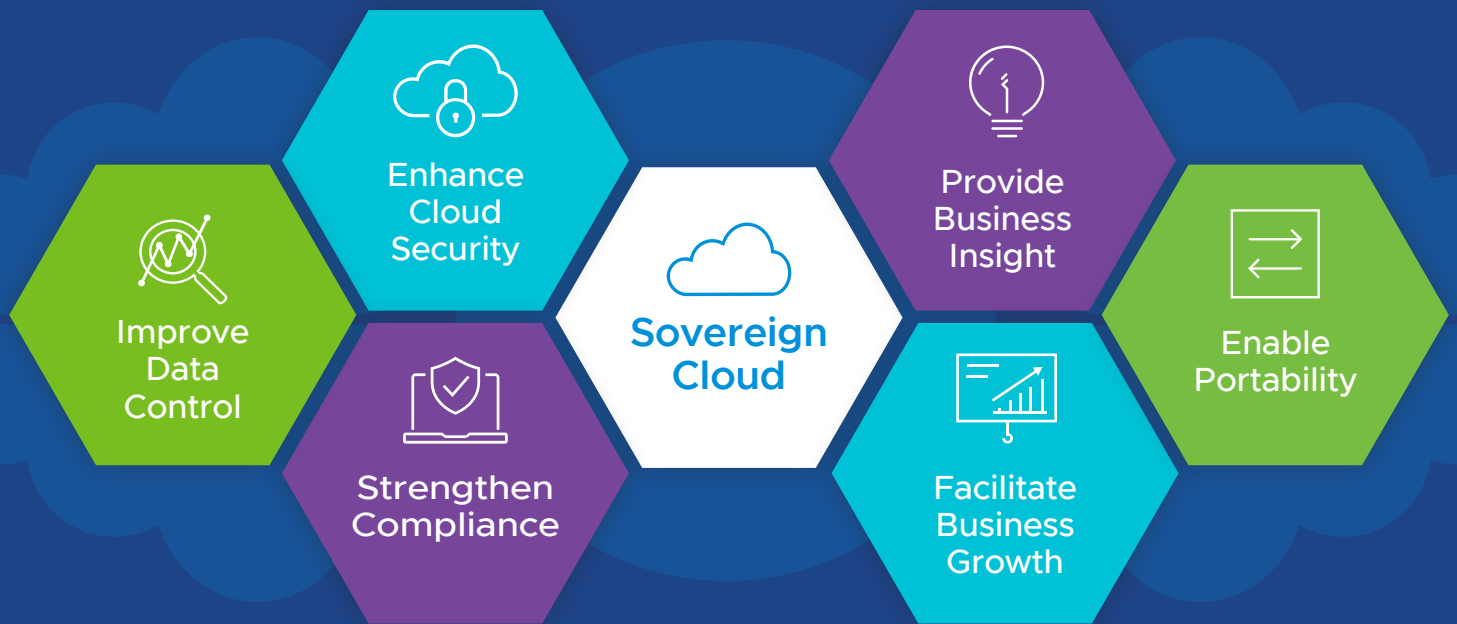 Improve
Data
Control
Enhance
Cloud
Security
Strengthen
Compliance
Sovereign
Cloud
Provide
Business
Insight
Facilitate
Business
Growth
Enable
Portability